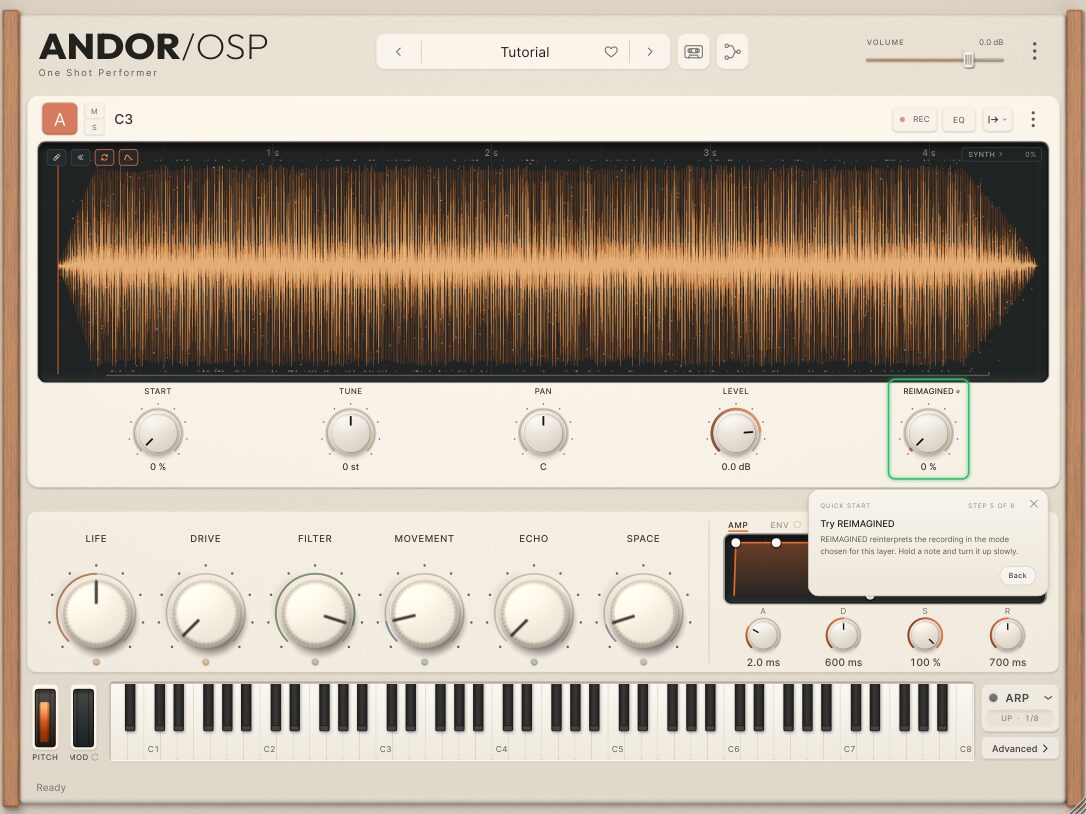 ANDOR/OSP
One Shot Performer
Tutorial
VOLUME 0.0 dB
A
M
S
C3
REC
EQ
1 s 2 s 3 s 4 s
SYNTH > 0%
START TUNE PAN LEVEL REIMAGINED
0 % 0 st C 0.0 dB 0 %
QUICK START STEP 5 OF 6
Try REIMAGINED
REIMAGINED reinterprets the recording in the mode
chosen for this layer. Hold a note and turn it up slowly.
Back
LIFE DRIVE FILTER MOVEMENT ECHO SPACE
AMP ENV
A D S R
2.0 ms 600 ms 100 % 700 ms
PITCH MOD
C1 C2 C3 C4 C5 C6 C7 C8
ARP
UP · 1/8
Advanced >
Ready